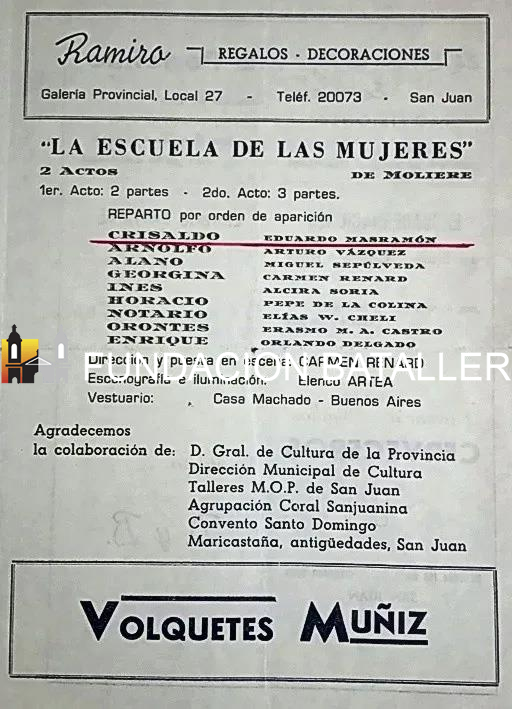 Ramiro REGALOS - DECORACIONES
Galería Provincial, Local 27 - Teléf. 20073 - San Juan
"LA ESCUELA DE LAS MUJERES"
2 ACTOS DE MOLIERE
1er. Acto: 2 partes - 2do. Acto: 3 partes.
REPARTO por orden de aparición
CRISALDO EDUARDO MASRAMÓN
ARNOLFO ARTURO VÁZQUEZ
ALANO MIGUEL SEPÚLVEDA
GEORGINA CARMEN RENARD
INES ALCIRA SORIA
HORACIO PEPE DE LA COLINA
NOTARIO ELÍAS W. CHELI
ORONTES ERASMO M. A. CASTRO
ENRIQUE ORLANDO DELGADO
Dirección y puesta en escena: CARMEN RENARD
FUNDACIÓN BATALLER
Escenografía e iluminación: Elenco ARTEA
Vestuario: Casa Machado - Buenos Aires
Agradecemos
la colaboración de: D. Gral. de Cultura de la Provincia
Dirección Municipal de Cultura
Talleres M.O.P. de San Juan
Agrupación Coral Sanjuanina
Convento Santo Domingo
Maricastaña, antigüedades, San Juan
VOLQUETES MUÑIZ